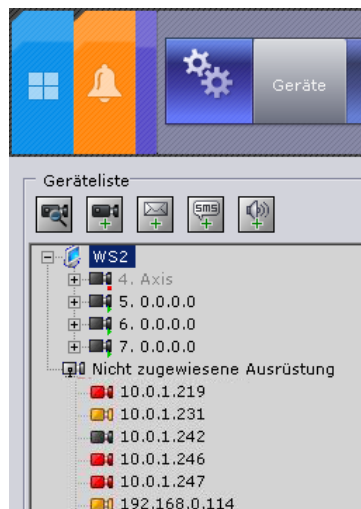 Geräte
Geräteliste
sms
WS2
4. Axis
5. 0.0.0.0
6. 0.0.0.0
7. 0.0.0.0
Nicht zugewiesene Ausrüstung
10.0.1.219
10.0.1.231
10.0.1.242
10.0.1.246
10.0.1.247
192.168.0.114